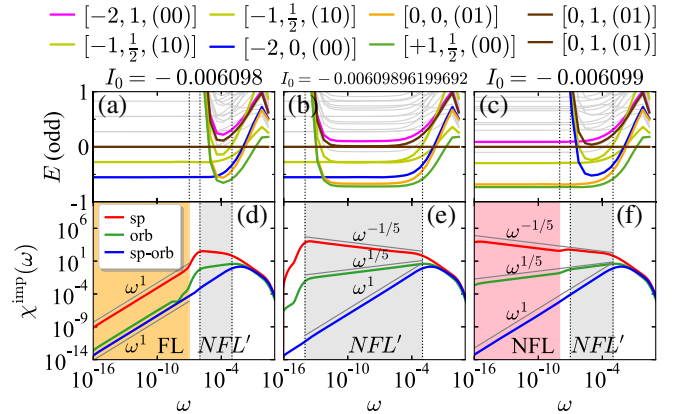 [-2, 1, (00)] [-1, 1/2, (10)] [0, 0, (01)] [0, 1, (01)]
[-1, 1/2, (10)] [-2, 0, (00)] [+1, 1/2, (00)] [0, 1, (01)]
I₀ = − 0.006098 I₀ = − 0.00609896199692 I₀ = − 0.006099
(a) (b) (c)
E (odd)
1
0
-1
sp
orb
sp-orb
(d) (e) (f)
χ^imp(ω)
10^1
10^-4
10^-9
10^-14
ω^1
ω^1
FL
NFL′
ω^-1/5
ω^1/5
ω^1
NFL′
ω^-1/5
ω^1/5
ω^1
NFL
NFL′
10^-16 10^-10 10^-4 10^-16 10^-10 10^-4 10^-16 10^-10 10^-4
ω ω ω